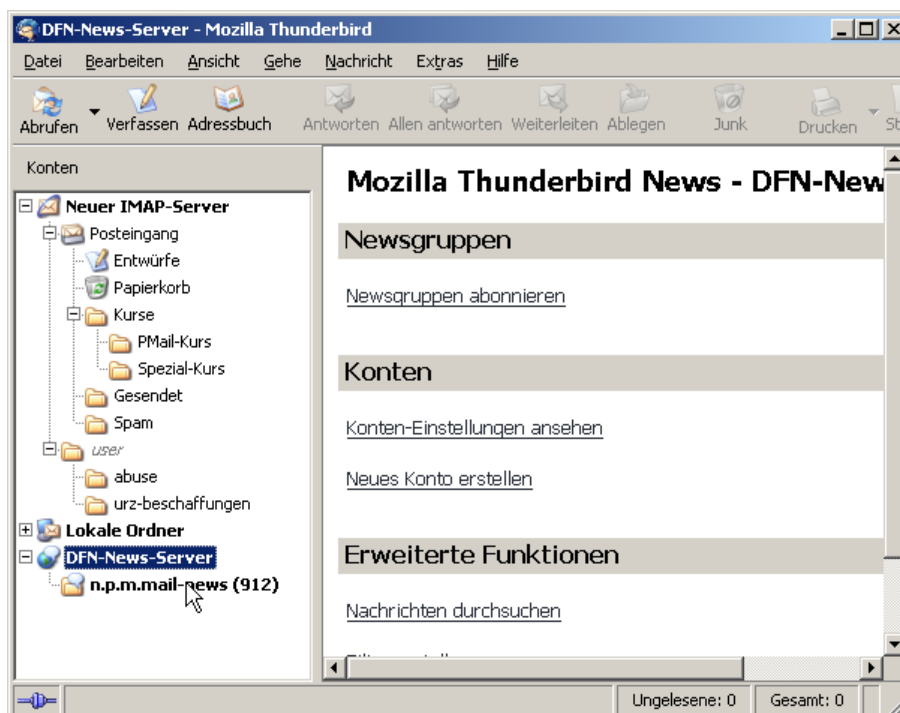 DFN-News-Server - Mozilla Thunderbird
Datei Bearbeiten Ansicht Gehe Nachricht Extras Hilfe
Abrufen Verfassen Adressbuch Antworten Allen antworten Weiterleiten Ablegen Junk Drucken
Konten
Neuer IMAP-Server
Posteingang
Entwürfe
Papierkorb
Kurse
PMail-Kurs
Spezial-Kurs
Gesendet
Spam
user
abuse
urz-beschaffungen
Lokale Ordner
DFN-News-Server
n.p.m.mail-news (912)
Mozilla Thunderbird News - DFN-New
Newsgruppen
Newsgruppen abonnieren
Konten
Konten-Einstellungen ansehen
Neues Konto erstellen
Erweiterte Funktionen
Nachrichten durchsuchen
Ungelesene: 0 Gesamt: 0